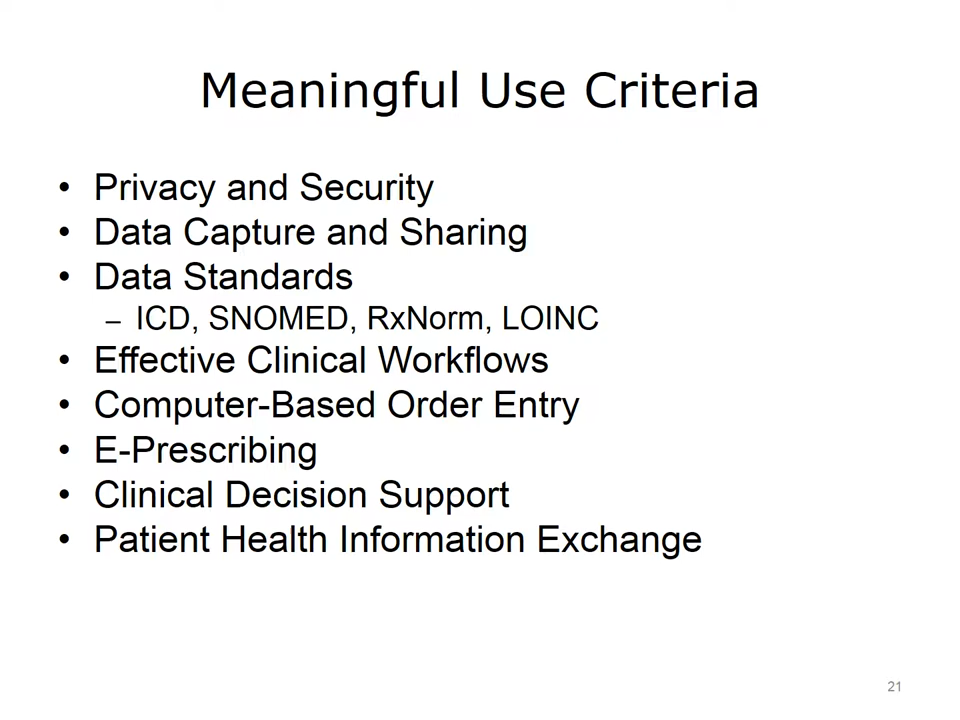 Meaningful Use Criteria
• Privacy and Security
• Data Capture and Sharing
• Data Standards
– ICD, SNOMED, RxNorm, LOINC
• Effective Clinical Workflows
• Computer-Based Order Entry
• E-Prescribing
• Clinical Decision Support
• Patient Health Information Exchange
21